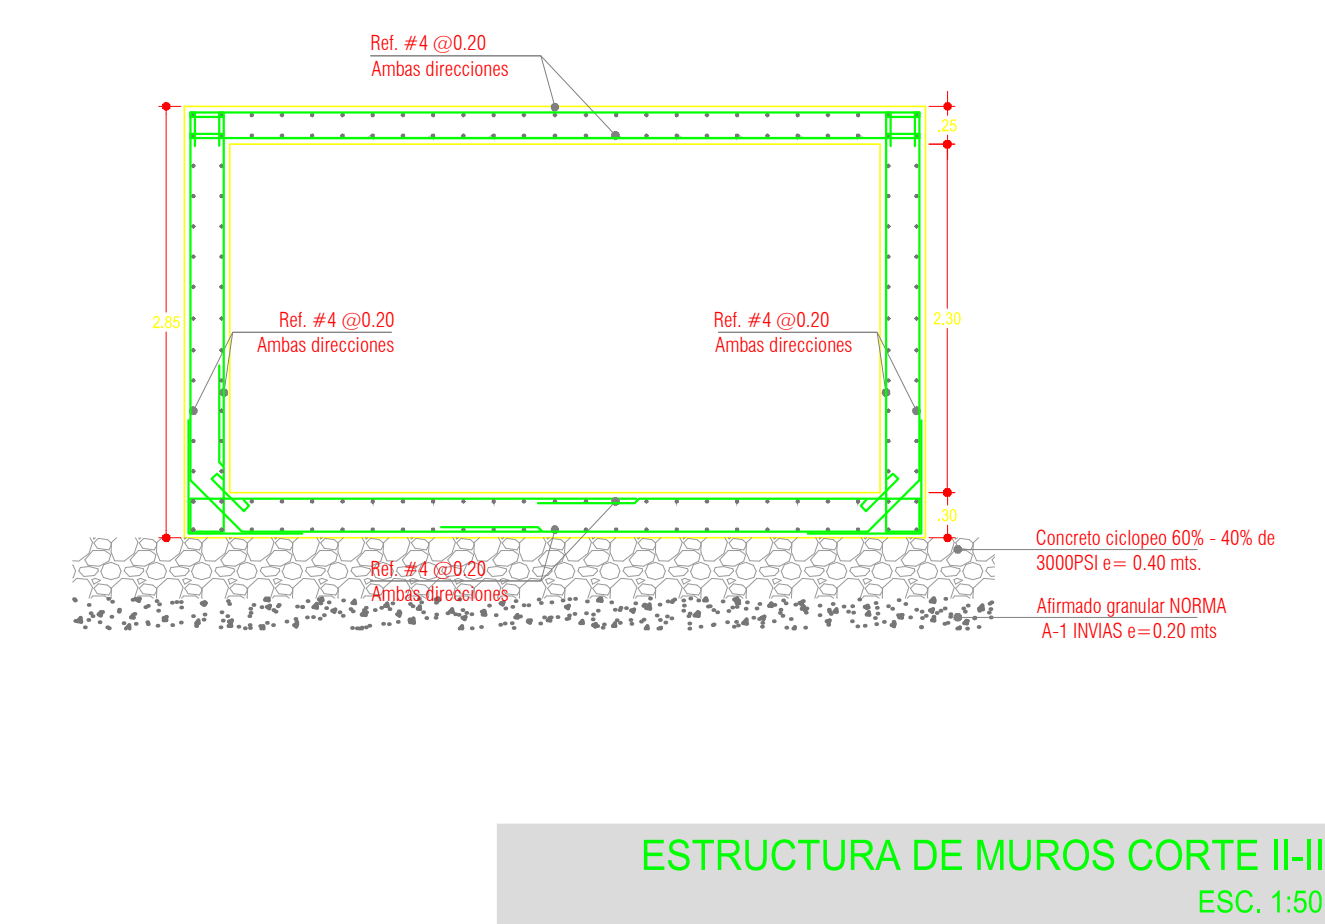 Ref. #4 @0.20
Ambas direcciones
.25
2.85
Ref. #4 @0.20
Ambas direcciones
Ref. #4 @0.20
Ambas direcciones
2.30
.30
Ref. #4 @0.20
Ambas direcciones
Concreto ciclopeo 60% - 40% de
3000PSI e= 0.40 mts.
Afirmado granular NORMA
A-1 INVIAS e=0.20 mts
ESTRUCTURA DE MUROS CORTE II-II
ESC. 1:50